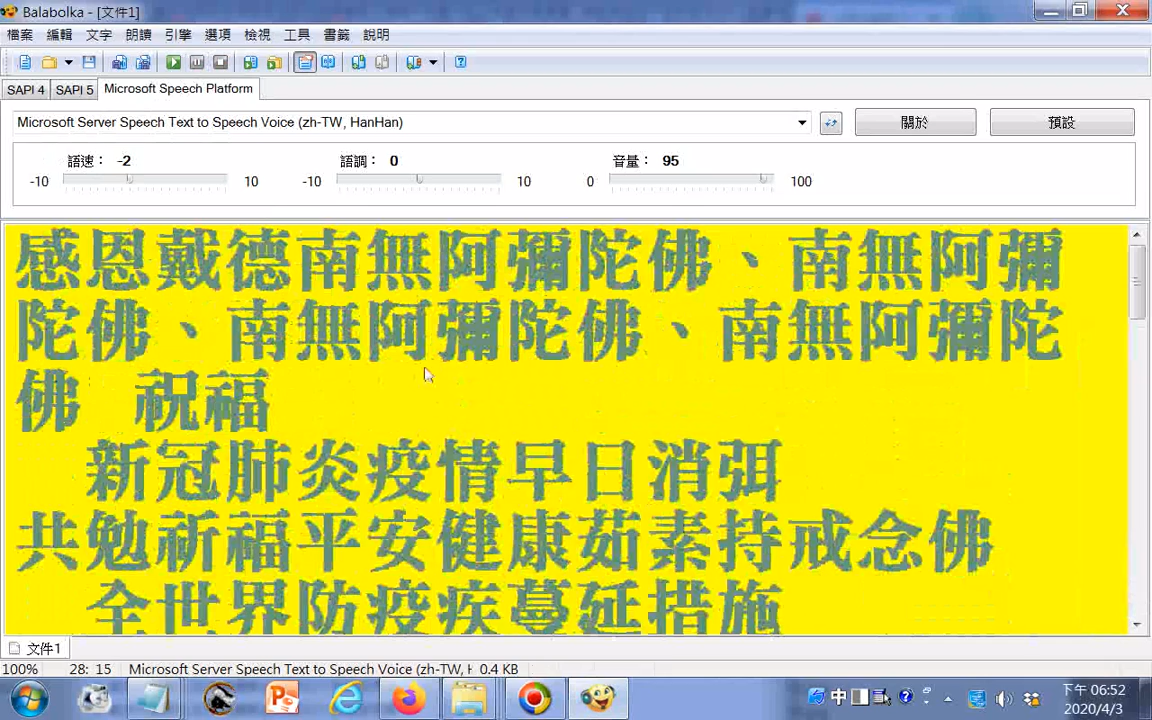 Balabolka - [文件1]
檔案 編輯 文字 朗讀 引擎 選項 檢視 工具 書籤 說明
SAPI 4 SAPI 5 Microsoft Speech Platform
Microsoft Server Speech Text to Speech Voice (zh-TW, HanHan) 關於 預設
語速： -2 語調： 0 音量： 95
-10 10 -10 10 0 100
感恩戴德南無阿彌陀佛、南無阿彌
陀佛、南無阿彌陀佛、南無阿彌陀
佛 祝福
新冠肺炎疫情早日消弭
共勉祈福平安健康茹素持戒念佛
全世界防疫疾蔓延措施
文件1
100% 28: 15 Microsoft Server Speech Text to Speech Voice (zh-TW, H 0.4 KB
中 下午 06:52
2020/4/3